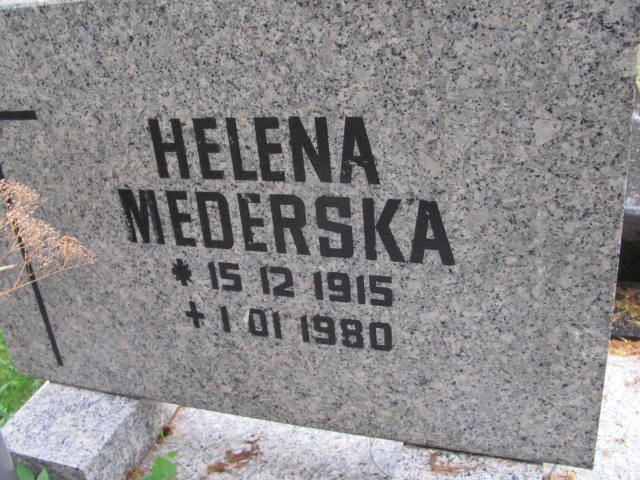 HELENA
MEDERSKA
* 15 12 1915
+ 1 01 1980